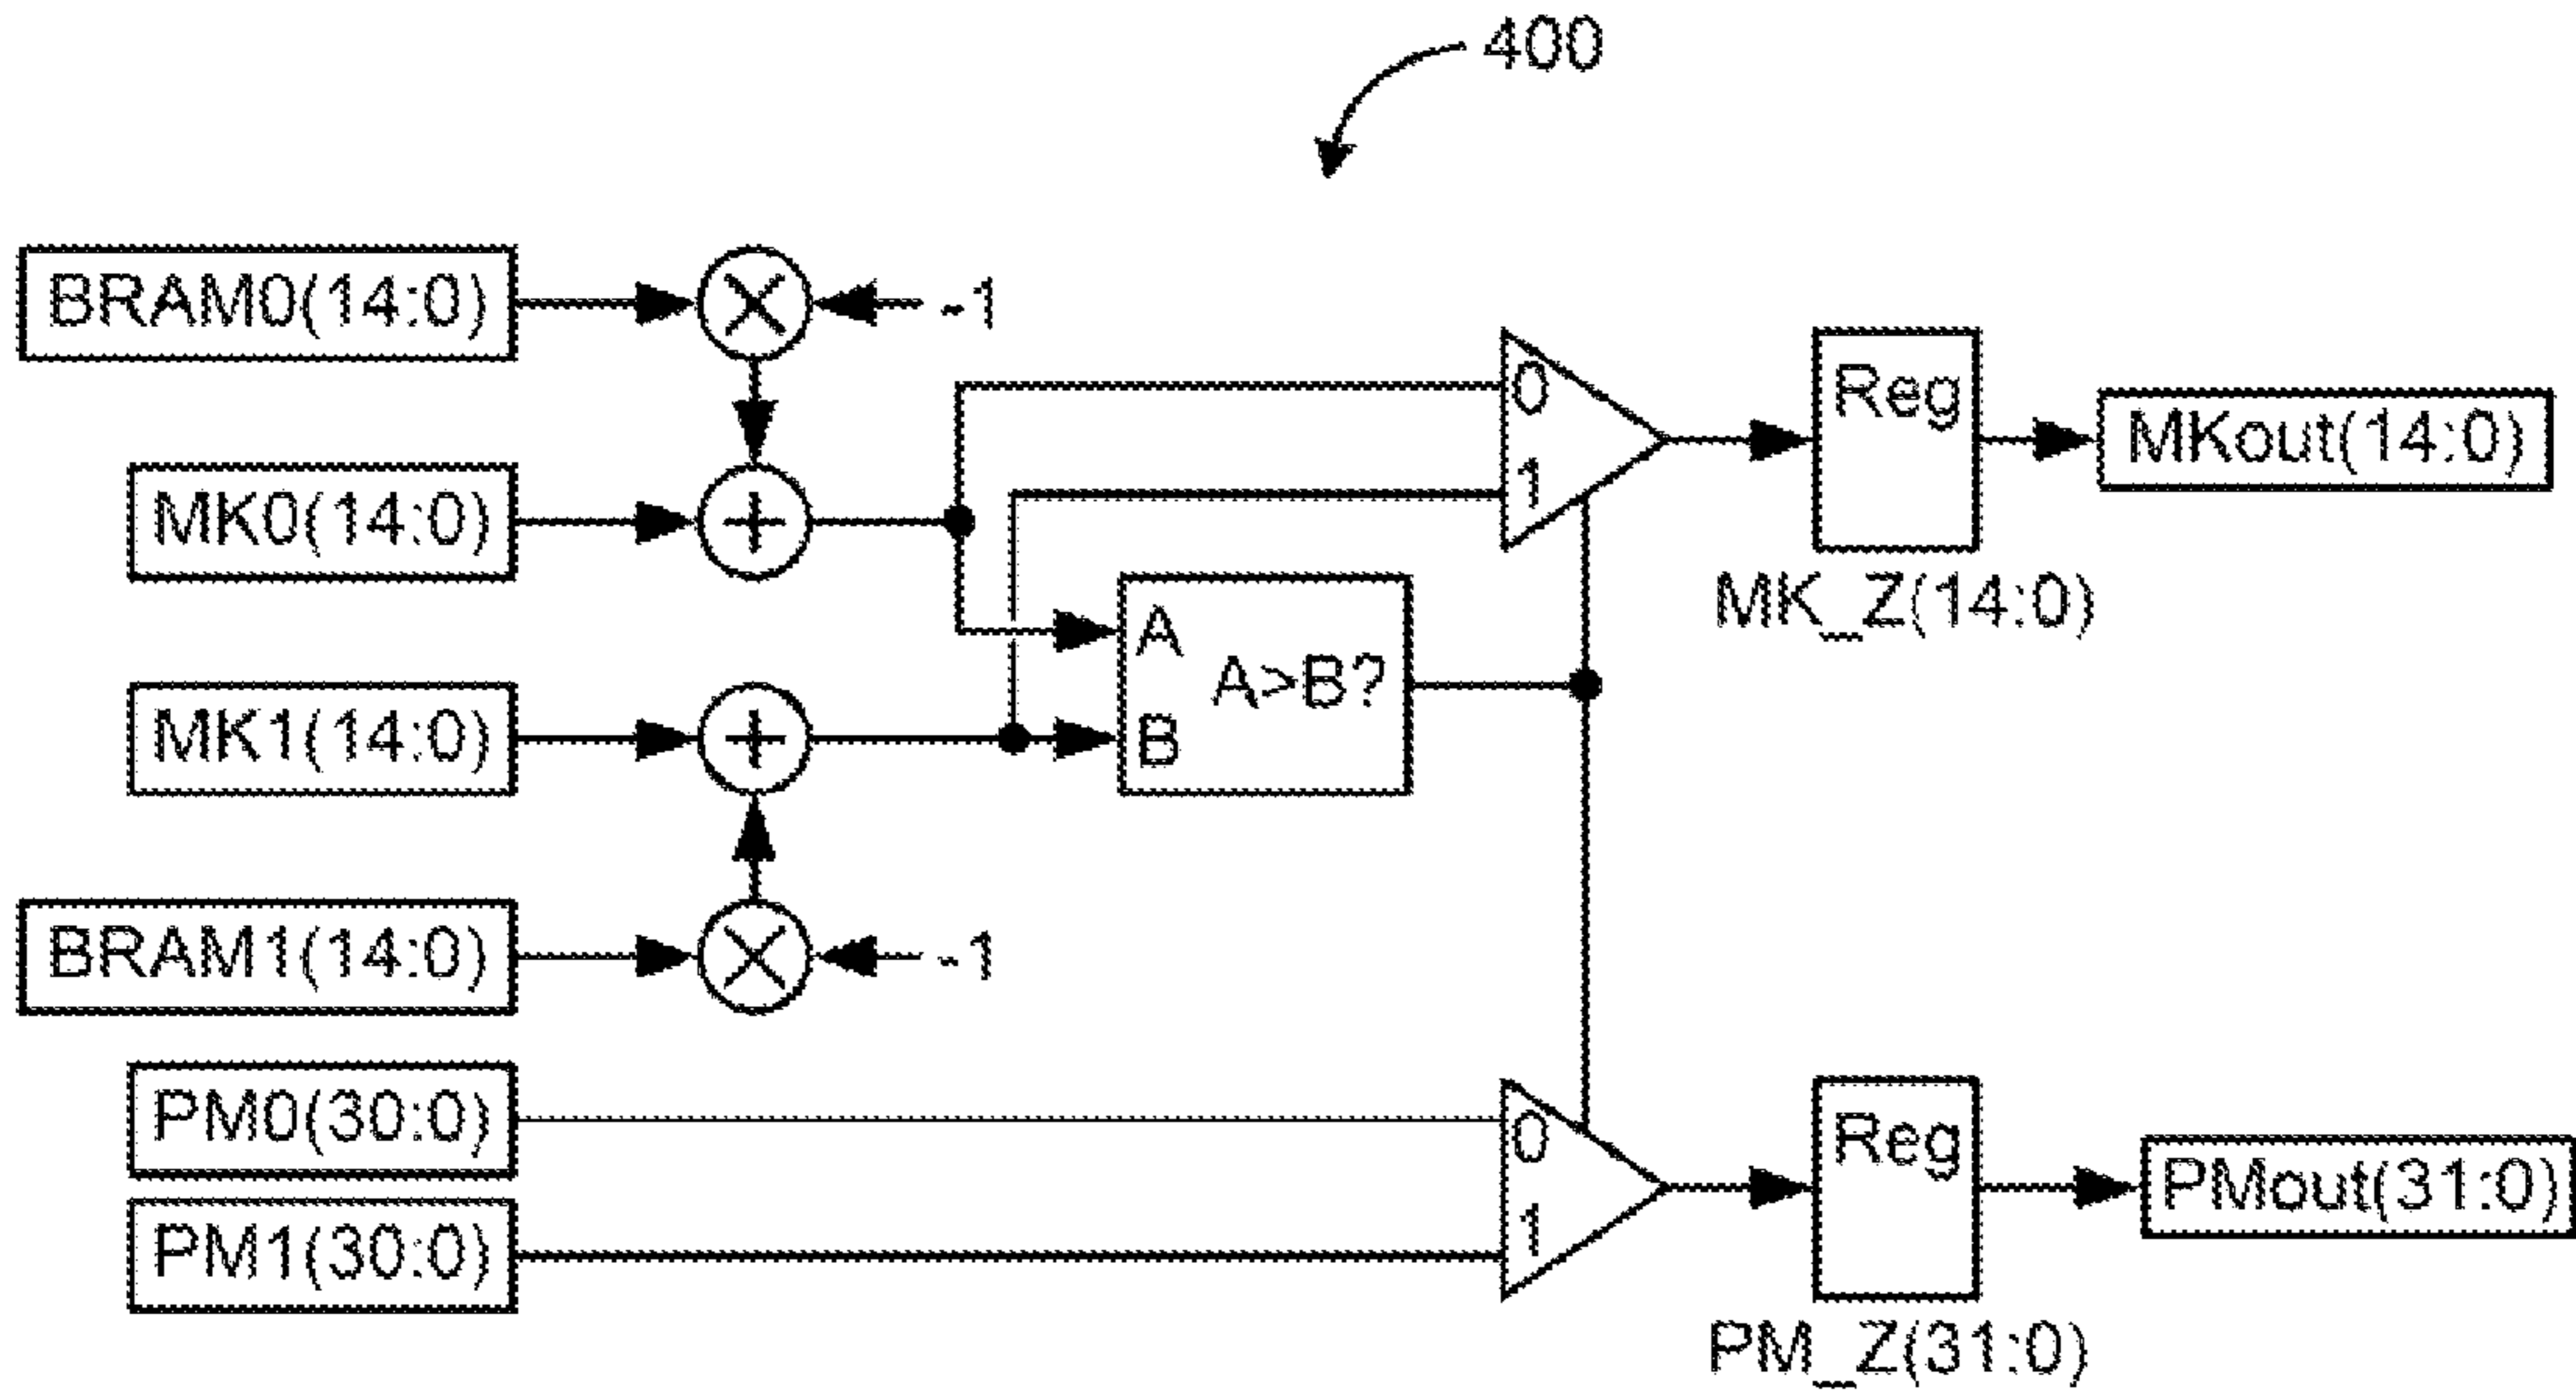 400
BRAM0(14:0)
-1
MK0(14:0)
MK1(14:0)
BRAM1(14:0)
-1
PM0(30:0)
PM1(30:0)
A
A>B?
B
0
1
Reg
MK_Z(14:0)
MKout(14:0)
0
1
Reg
PM_Z(31:0)
PMout(31:0)